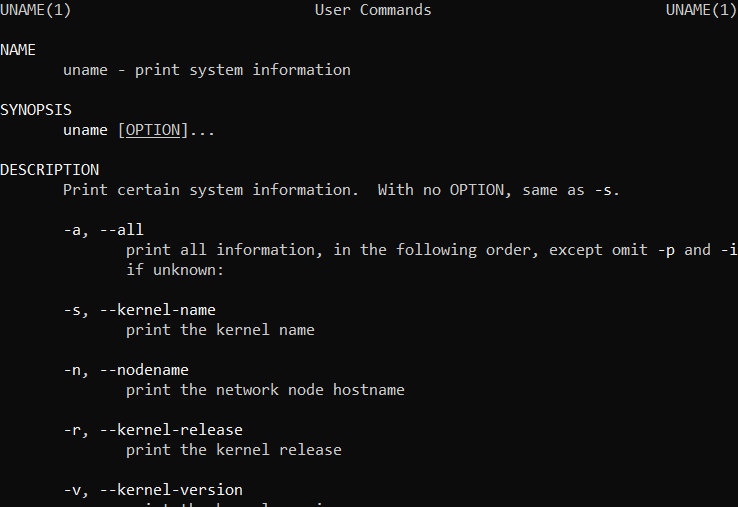 UNAME(1) User Commands UNAME(1)
NAME
uname - print system information
SYNOPSIS
uname [OPTION]...
DESCRIPTION
Print certain system information.  With no OPTION, same as -s.
-a, --all
print all information, in the following order, except omit -p and -i
if unknown:
-s, --kernel-name
print the kernel name
-n, --nodename
print the network node hostname
-r, --kernel-release
print the kernel release
-v, --kernel-version